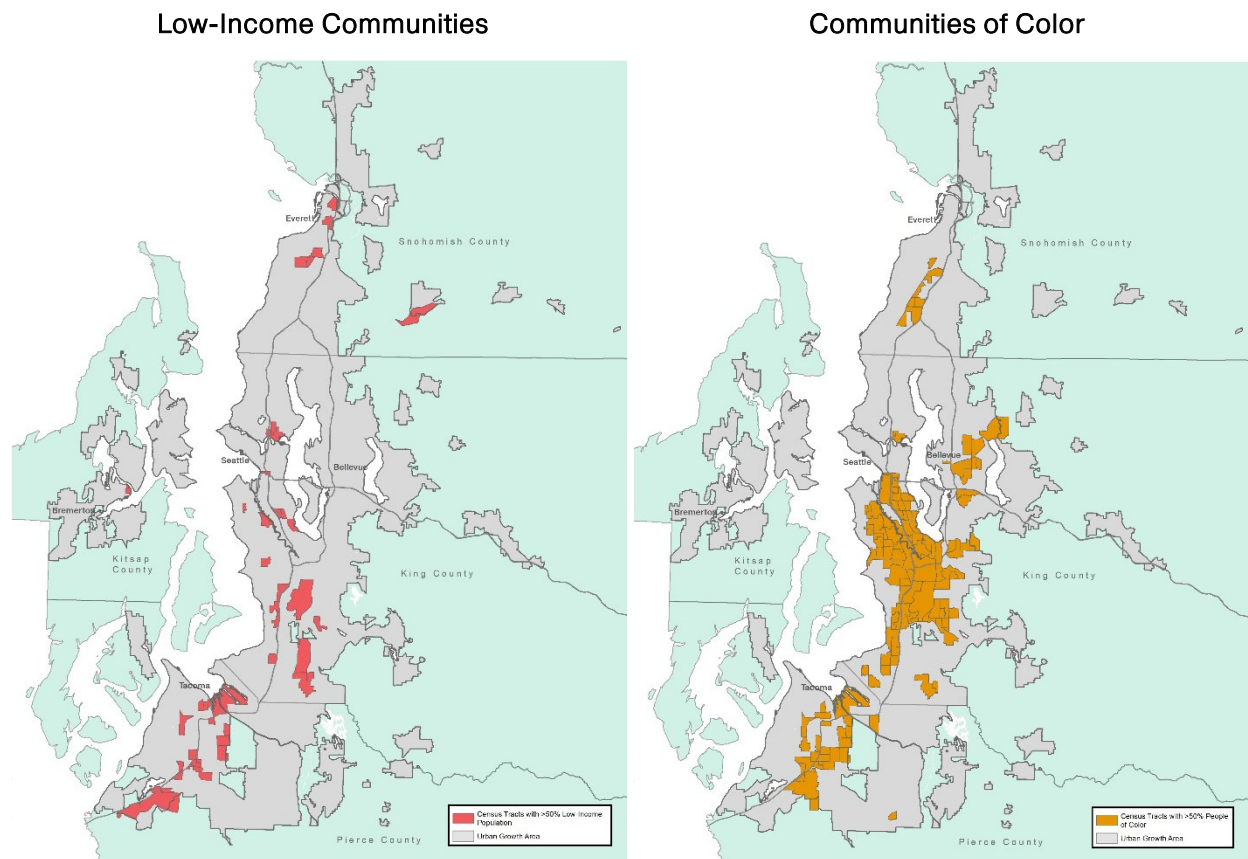 Low-Income Communities
Everett
Snohomish County
Seattle
Bellevue
Bremerton
Kitsap
County
King County
Tacoma
Pierce County
Census Tracts with >50% Low Income
Population
Urban Growth Area
Communities of Color
Everett
Snohomish County
Seattle
Bellevue
Bremerton
Kitsap
County
King County
Tacoma
Pierce County
Census Tracts with >50% People
of Color
Urban Growth Area